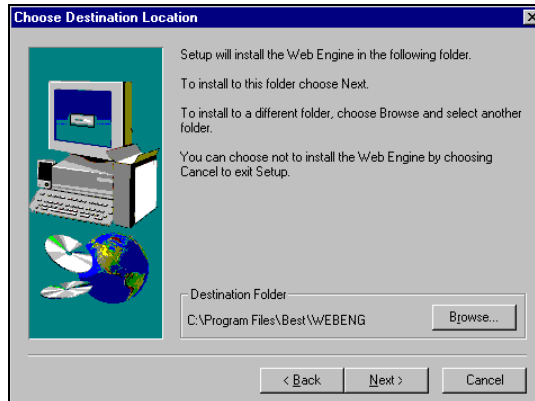 Choose Destination Location
Setup will install the Web Engine in the following folder.
To install to this folder choose Next.
To install to a different folder, choose Browse and select another
folder.
You can choose not to install the Web Engine by choosing
Cancel to exit Setup.
Destination Folder
C:\Program Files\Best\WEBENG
Browse...
< Back
Next >
Cancel